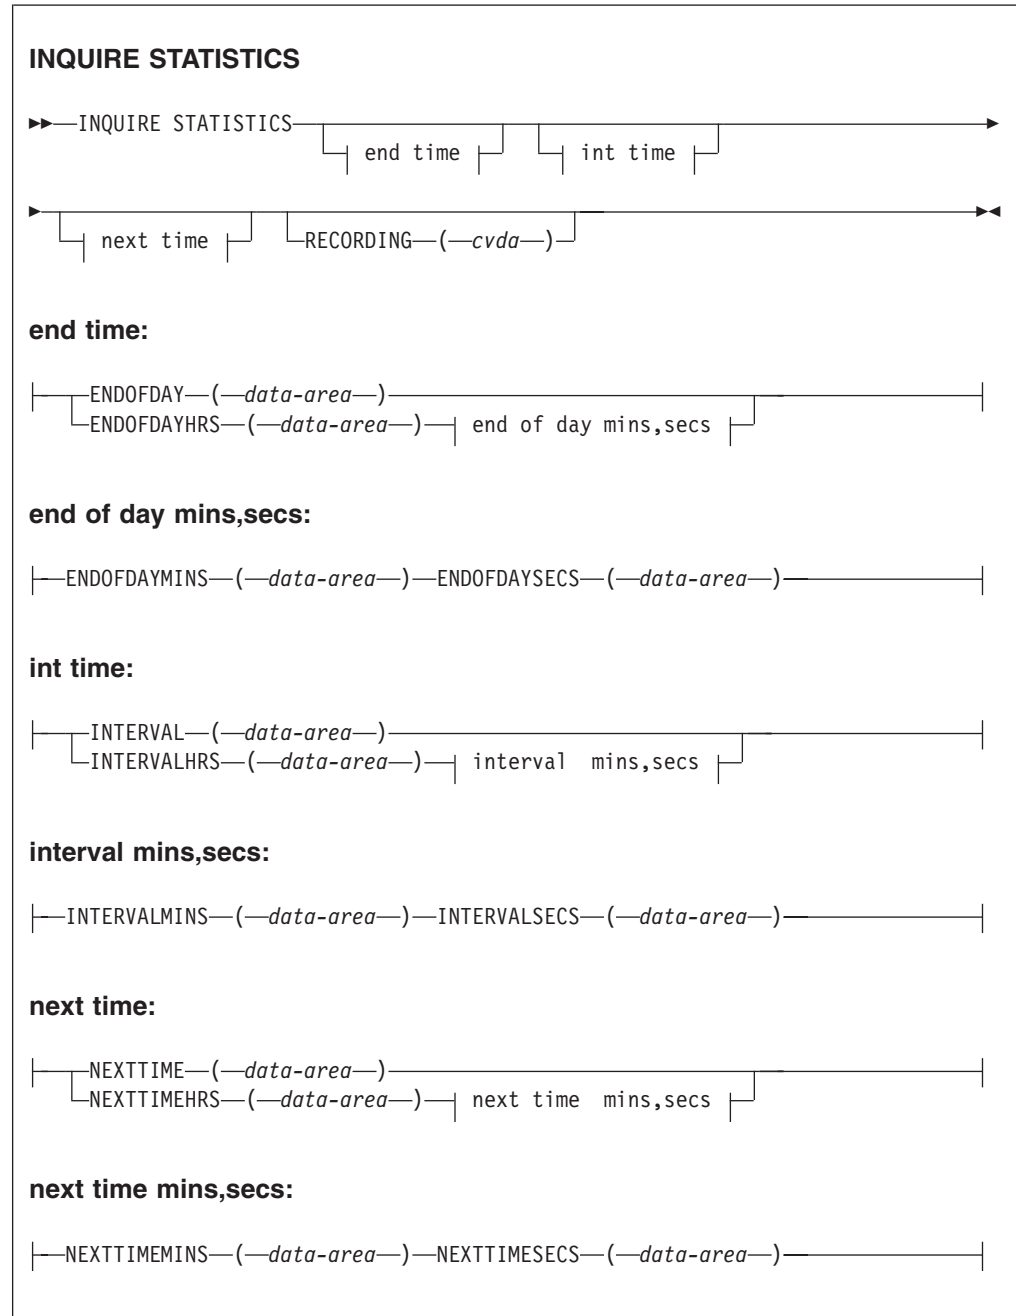 INQUIRE STATISTICS
INQUIRE STATISTICS
end time
int time
next time
RECORDING ( cvda )
end time:
ENDOFDAY ( data-area )
ENDOFDAYHRS ( data-area ) end of day mins,secs
end of day mins,secs:
ENDOFDAYMINS ( data-area ) ENDOFDAYSECS ( data-area )
int time:
INTERVAL ( data-area )
INTERVALHRS ( data-area ) interval mins,secs
interval mins,secs:
INTERVALMINS ( data-area ) INTERVALSECS ( data-area )
next time:
NEXTTIME ( data-area )
NEXTTIMEHRS ( data-area ) next time mins,secs
next time mins,secs:
NEXTTIMEMINS ( data-area ) NEXTTIMESECS ( data-area )